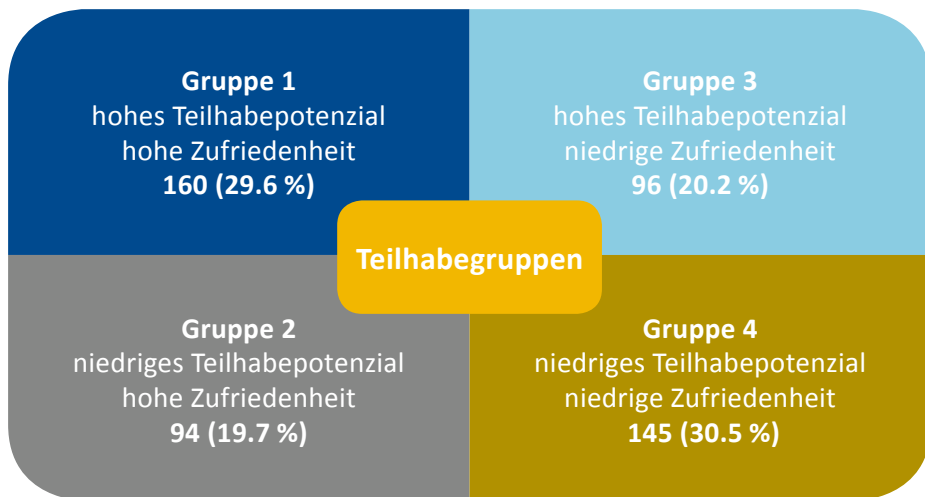 Gruppe 1
hohes Teilhabepotenzial
hohe Zufriedenheit
160 (29.6 %)
Gruppe 3
hohes Teilhabepotenzial
niedrige Zufriedenheit
96 (20.2 %)
Teilhabegruppen
Gruppe 2
niedriges Teilhabepotenzial
hohe Zufriedenheit
94 (19.7 %)
Gruppe 4
niedriges Teilhabepotenzial
niedrige Zufriedenheit
145 (30.5 %)